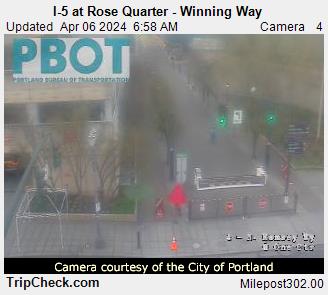 I-5 at Rose Quarter - Winning Way
Updated Apr 06 2024 6:58 AM Camera 4
PBOT
PORTLAND BUREAU OF TRANSPORTATION
Camera courtesy of the City of Portland
TripCheck.com Milepost302.00